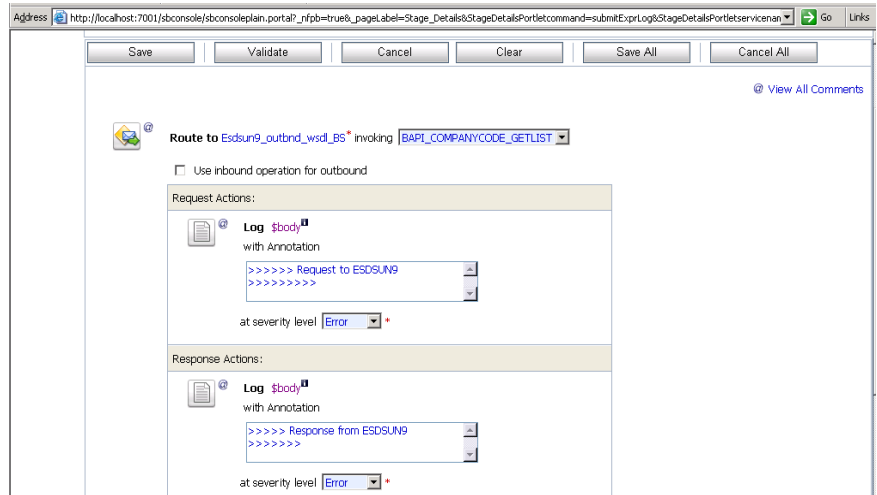 Address http://localhost:7001/sbconsole/sbconsoleplain.portal?_nfpb=true&_pageLabel=Stage_Details&StageDetailsPortletcommand=submitExprLog&StageDetailsPortletservicenan Go Links
Save Validate Cancel Clear Save All Cancel All
@ View All Comments
@ Route to Esdsun9_outbnd_wsdl_BS* invoking BAPI_COMPANYCODE_GETLIST
Use inbound operation for outbound
Request Actions:
@ Log $body
with Annotation
>>>>>> Request to ESDSUN9
>>>>>>>>>
at severity level Error *
Response Actions:
@ Log $body
with Annotation
>>>>> Response from ESDSUN9
>>>>>>>
at severity level Error *